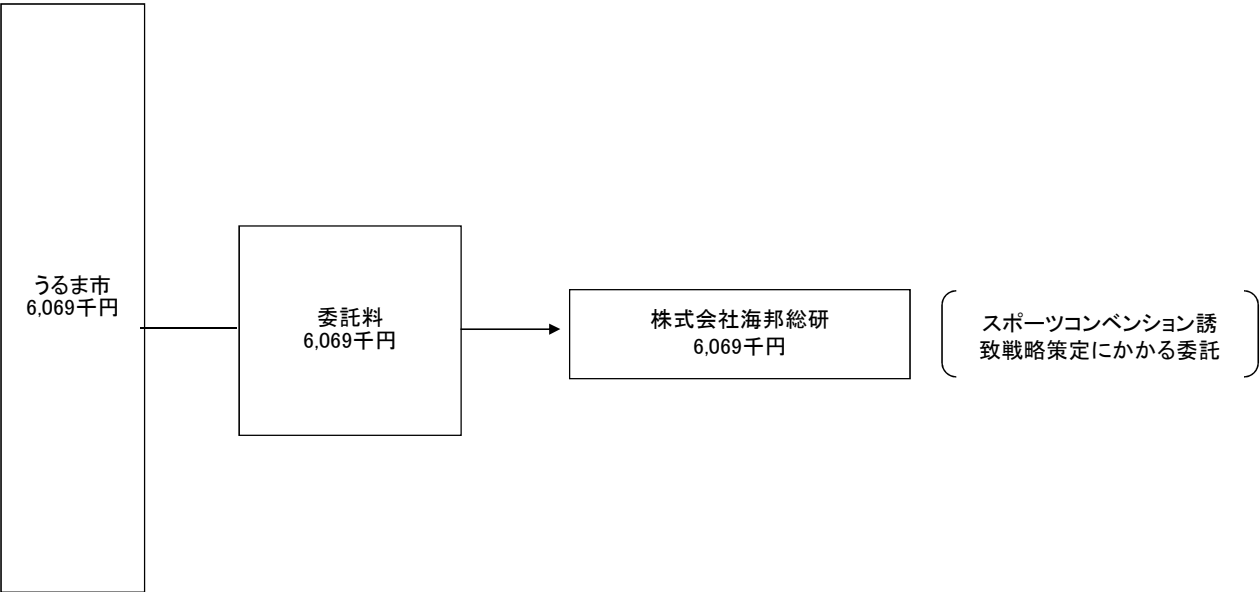 うるま市
6,069千円
委託料
6,069千円
株式会社海邦総研
6,069千円
スポーツコンベンション誘
致戦略策定にかかる委託